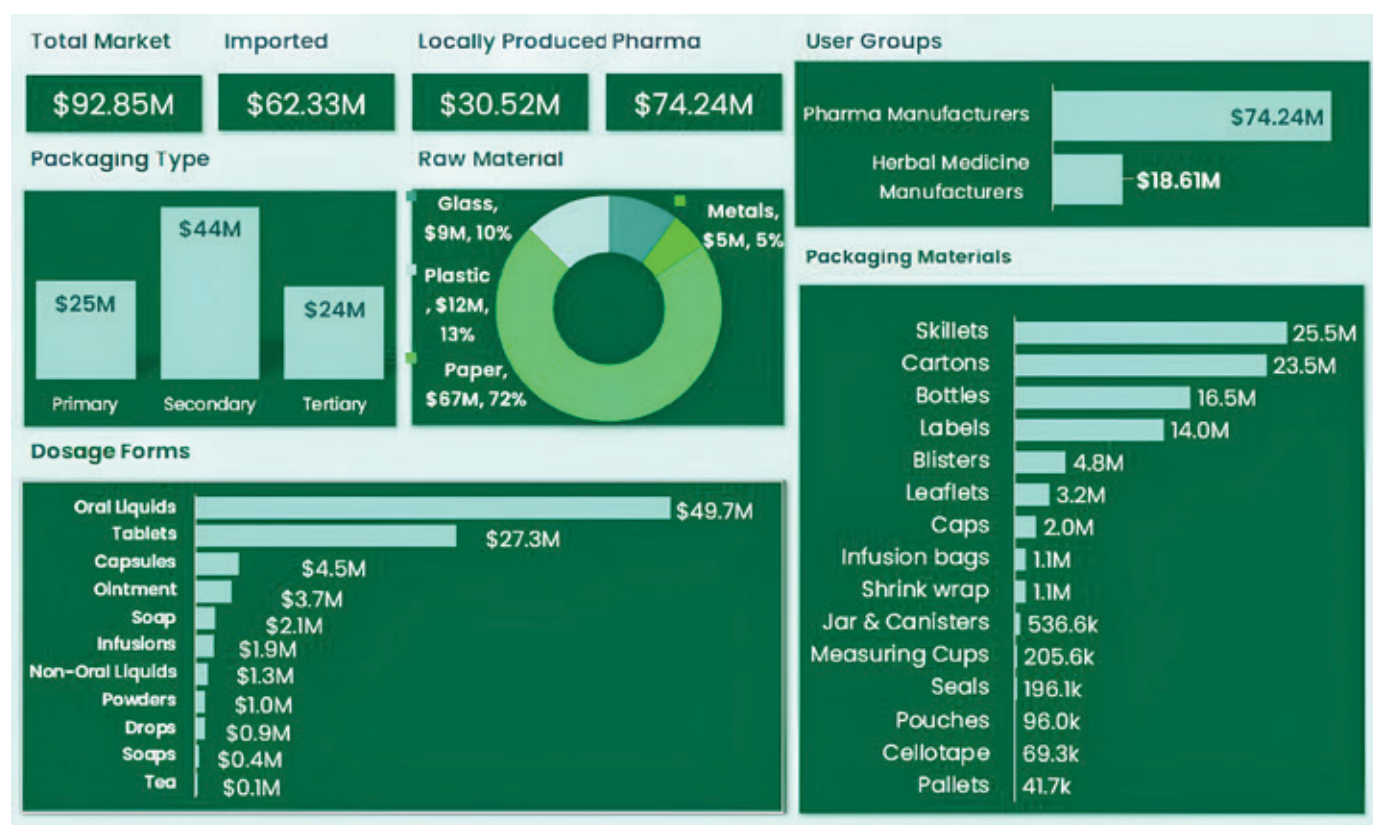 Total Market
Imported
Locally Produced Pharma
$92.85M
$62.33M
$30.52M
$74.24M
Packaging Type
$25M
$44M
$24M
Primary
Secondary
Tertiary
Raw Material
Glass,
$9M, 10%
Metals,
$5M, 5%
Plastic
, $12M,
13%
Paper,
$67M, 72%
Dosage Forms
Oral Liquids
$49.7M
Tablets
$27.3M
Capsules
$4.5M
Ointment
$3.7M
Soap
$2.1M
Infusions
$1.9M
Non-Oral Liquids
$1.3M
Powders
$1.0M
Drops
$0.9M
Soaps
$0.4M
Tea
$0.1M
User Groups
Pharma Manufacturers
$74.24M
Herbal Medicine
Manufacturers
$18.61M
Packaging Materials
Skillets
25.5M
Cartons
23.5M
Bottles
16.5M
Labels
14.0M
Blisters
4.8M
Leaflets
3.2M
Caps
2.0M
Infusion bags
1.1M
Shrink wrap
1.1M
Jar & Canisters
536.6k
Measuring Cups
205.6k
Seals
196.1k
Pouches
96.0k
Cellotape
69.3k
Pallets
41.7k